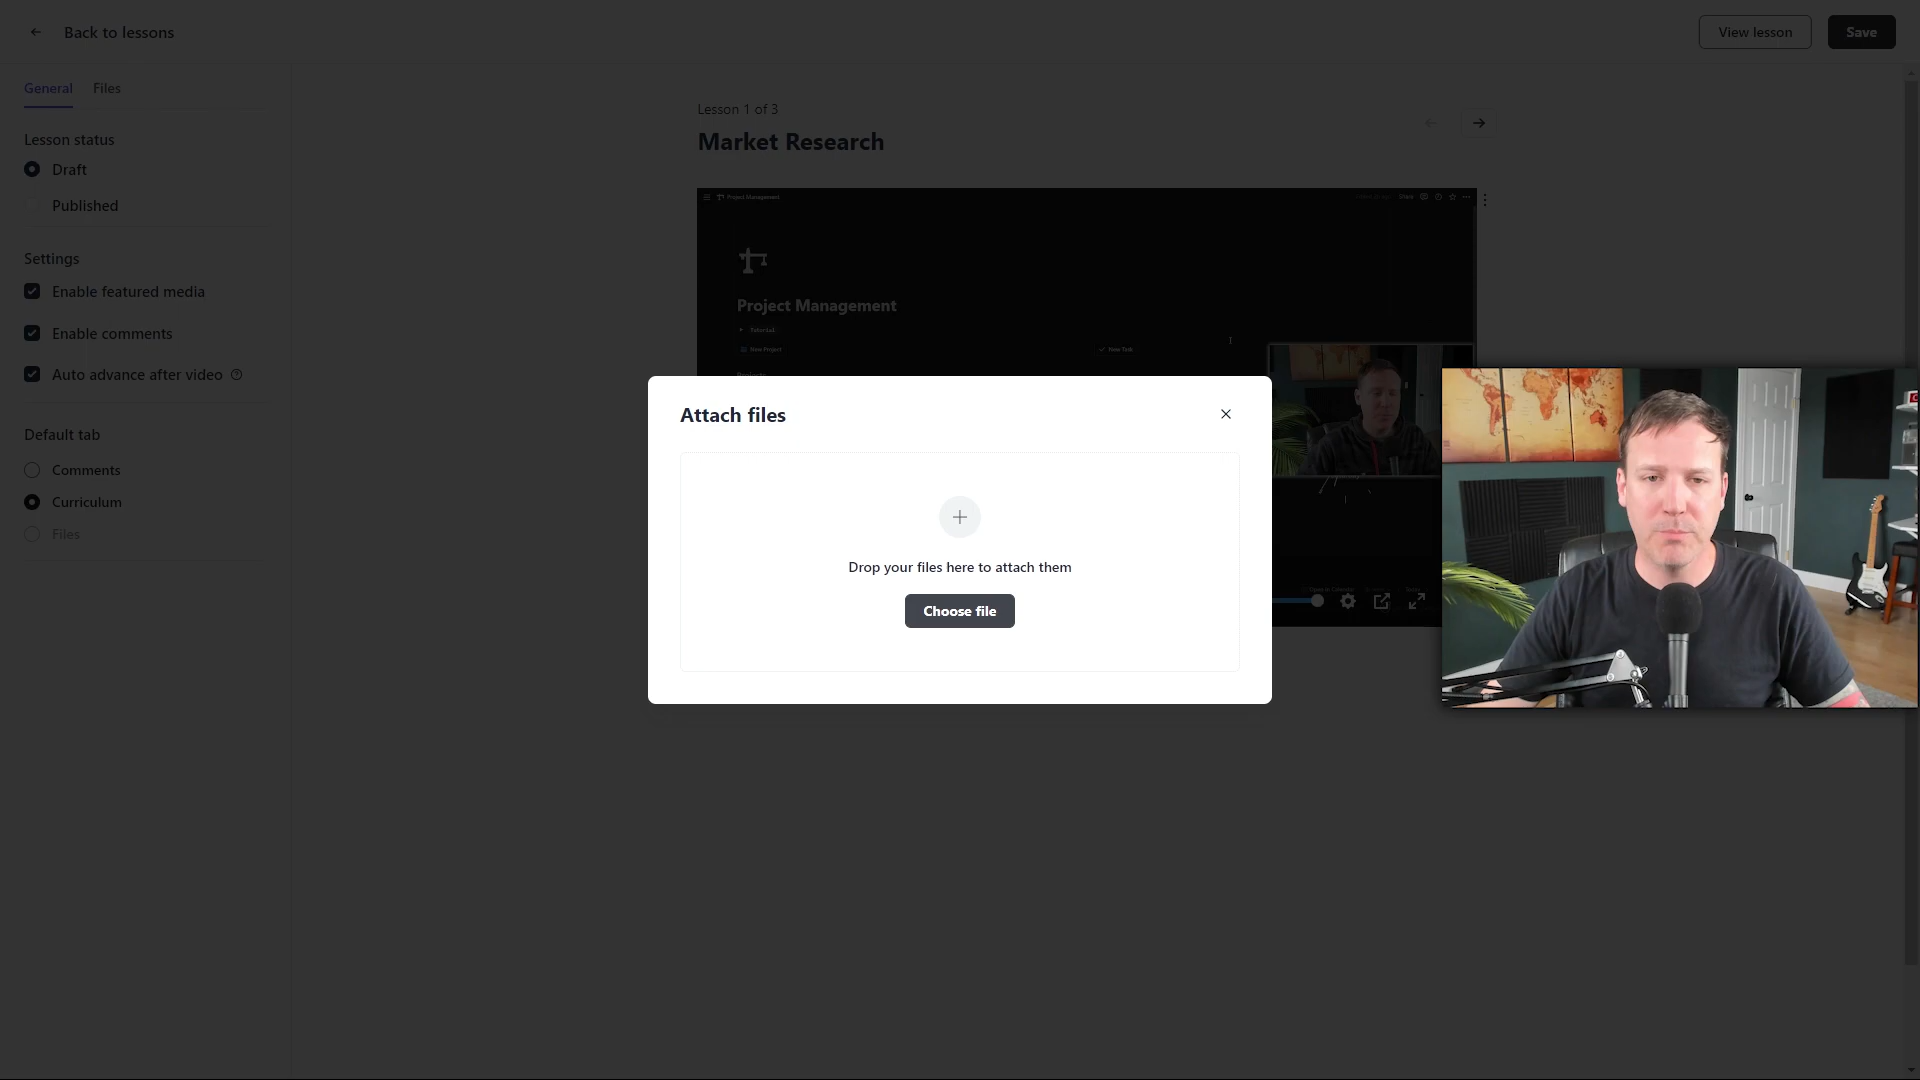 Back to lessons
View lesson
Save
General
Files
Lesson status
Draft
Published
Settings
Enable featured media
Enable comments
Auto advance after video
Default tab
Comments
Curriculum
Files
Lesson 1 of 3
Market Research
Project Management
Share
Project Management
Tutorial
New Project
New Task
Projects
Attach files
Drop your files here to attach them
Choose file